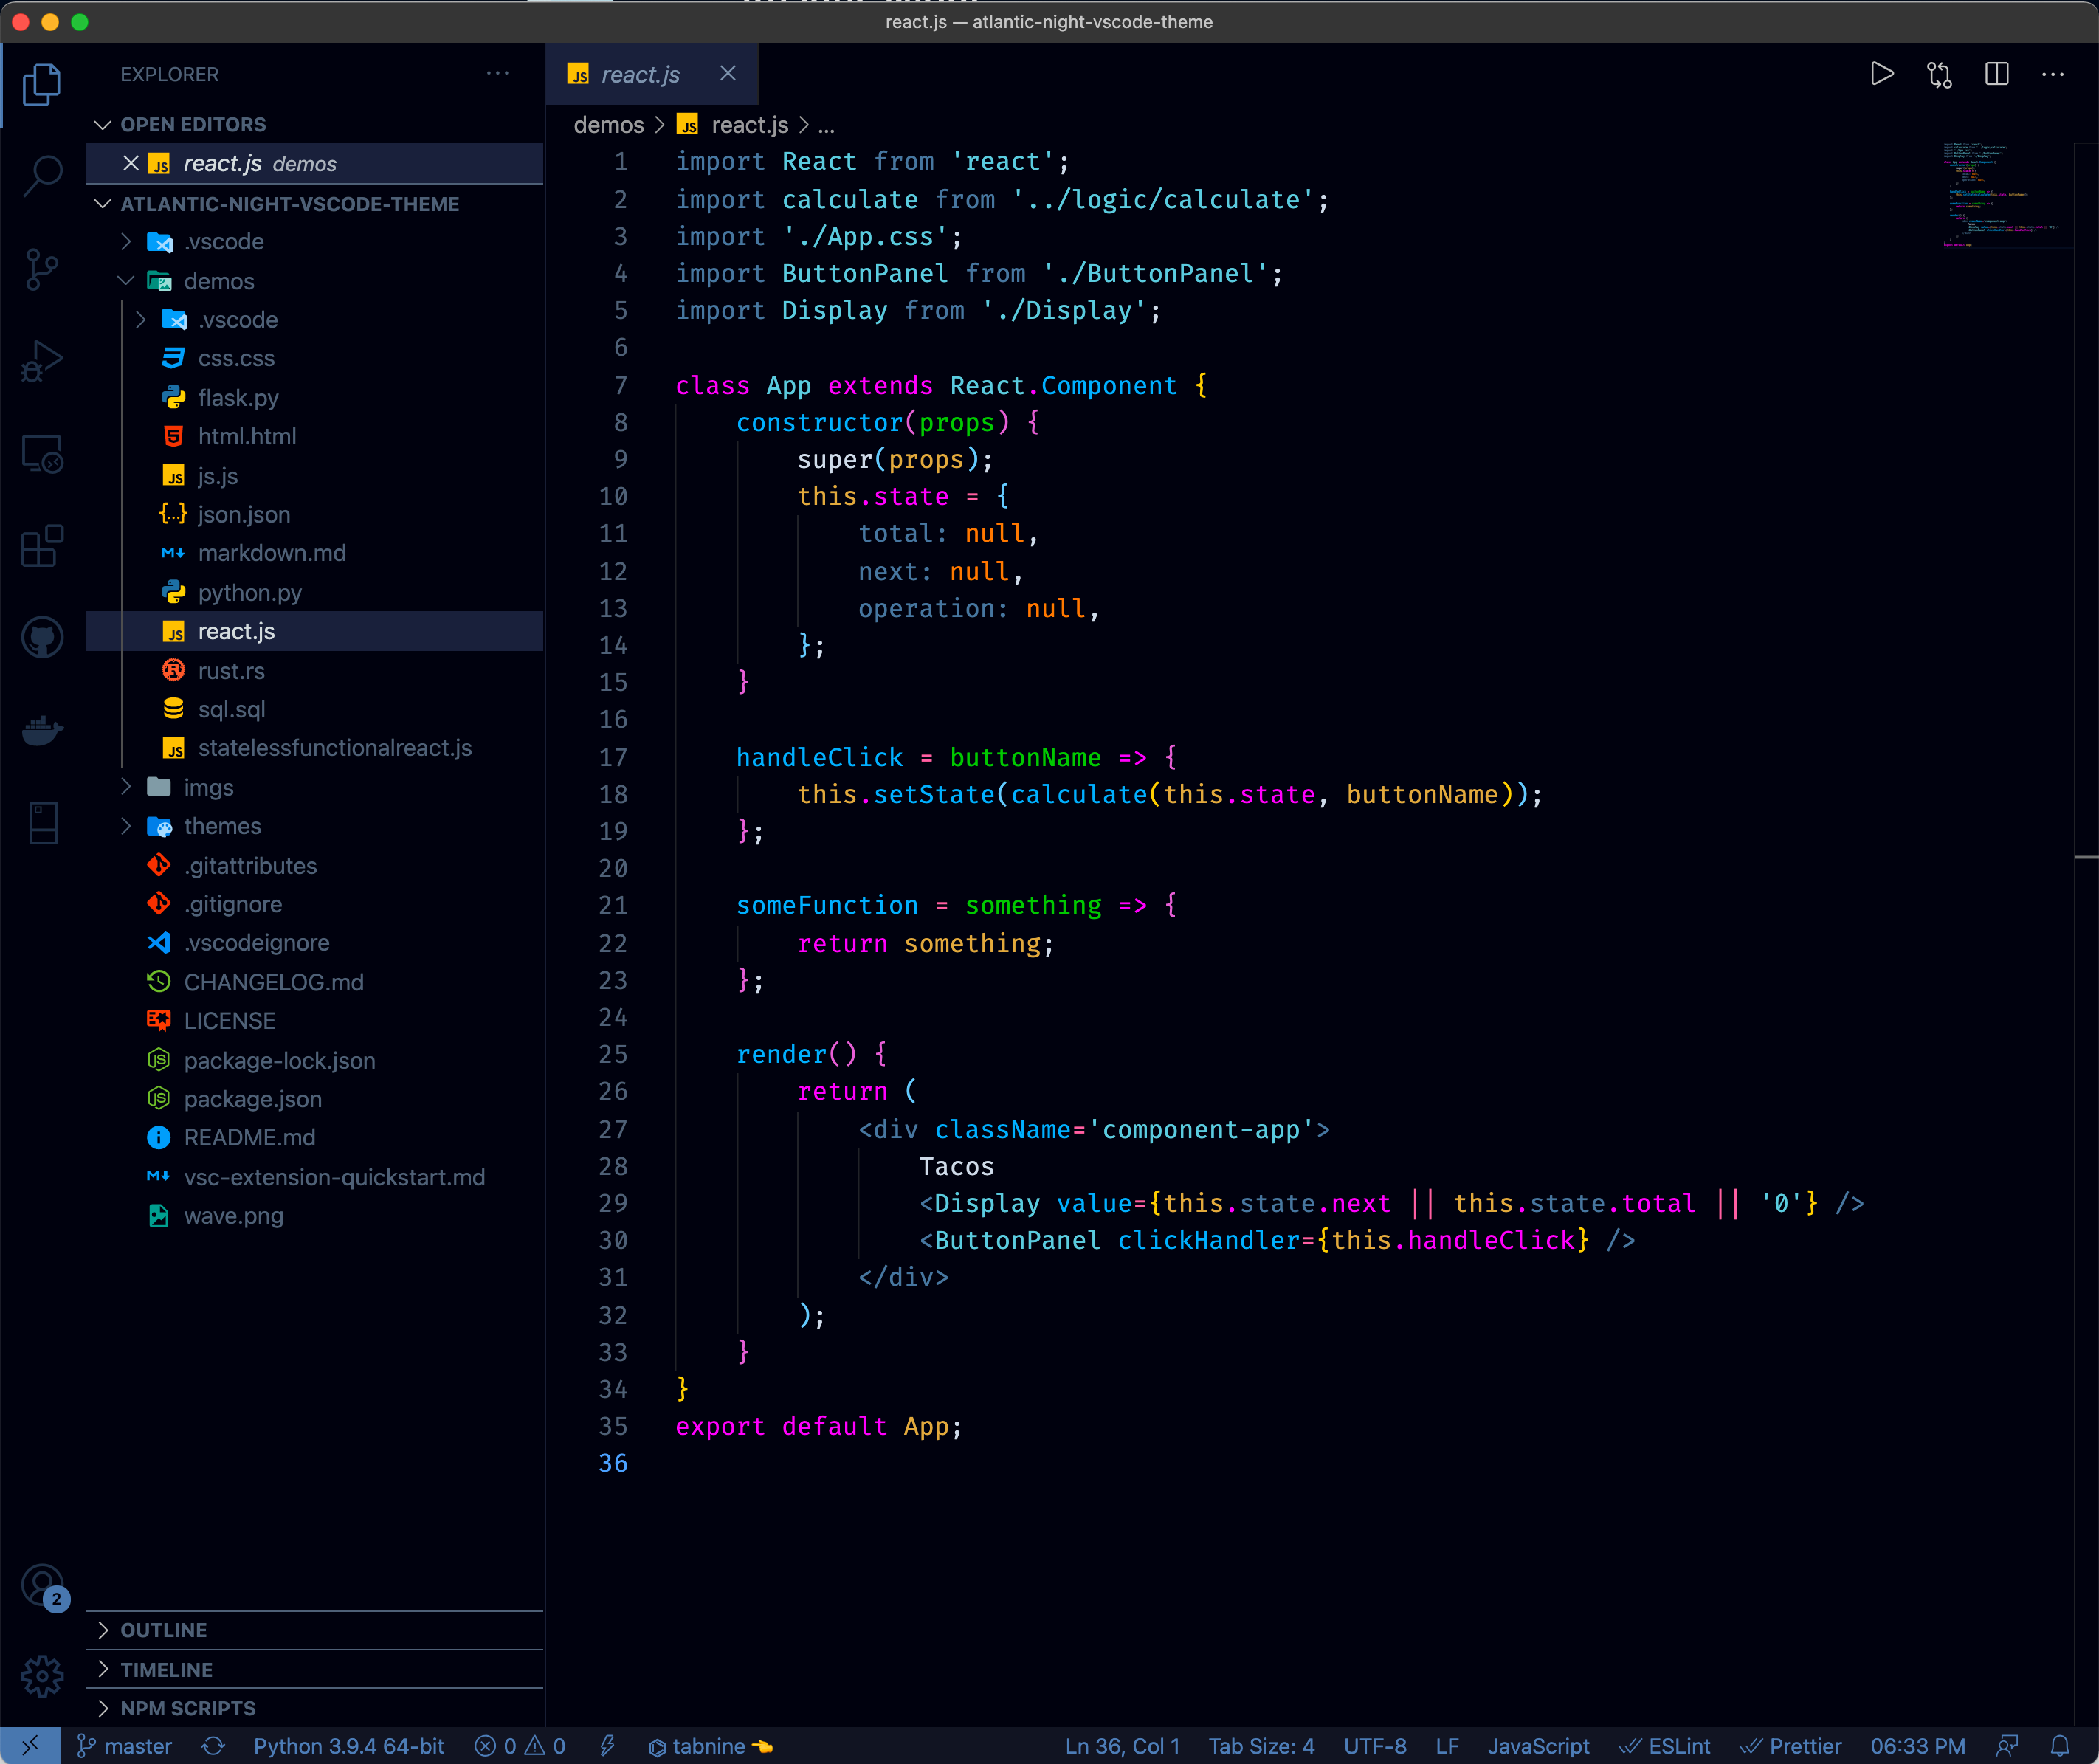 react.js — atlantic-night-vscode-theme
EXPLORER
OPEN EDITORS
react.js demos
ATLANTIC-NIGHT-VSCODE-THEME
.vscode
demos
.vscode
css.css
flask.py
html.html
js.js
json.json
markdown.md
python.py
react.js
rust.rs
sql.sql
statelessfunctionalreact.js
imgs
themes
.gitattributes
.gitignore
.vscodeignore
CHANGELOG.md
LICENSE
package-lock.json
package.json
README.md
vsc-extension-quickstart.md
wave.png
2
OUTLINE
TIMELINE
NPM SCRIPTS
JS react.js
demos > JS react.js > ...
1 import React from 'react';
2 import calculate from '../logic/calculate';
3 import './App.css';
4 import ButtonPanel from './ButtonPanel';
5 import Display from './Display';
6
7 class App extends React.Component {
8 constructor(props) {
9 super(props);
10 this.state = {
11 total: null,
12 next: null,
13 operation: null,
14 };
15 }
16
17 handleClick = buttonName => {
18 this.setState(calculate(this.state, buttonName));
19 };
20
21 someFunction = something => {
22 return something;
23 };
24
25 render() {
26 return (
27 <div className='component-app'>
28 Tacos
29 <Display value={this.state.next || this.state.total || '0'} />
30 <ButtonPanel clickHandler={this.handleClick} />
31 </div>
32 );
33 }
34 }
35 export default App;
36
master Python 3.9.4 64-bit 0 0 tabnine 👈 Ln 36, Col 1 Tab Size: 4 UTF-8 LF JavaScript ESLint Prettier 06:33 PM